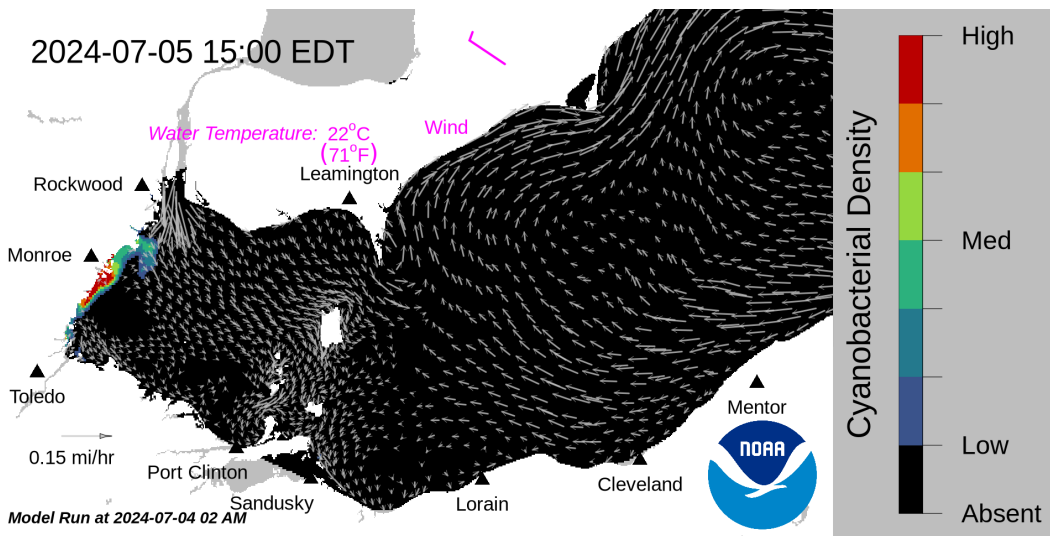 2024-07-05 15:00 EDT
Water Temperature: 22°C
(71°F)
Wind
Leamington
Rockwood
Monroe
Toledo
0.15 mi/hr
Port Clinton
Sandusky
Lorain
Cleveland
Mentor
NOAA
Model Run at 2024-07-04 02 AM
Cyanobacterial Density
High
Med
Low
Absent